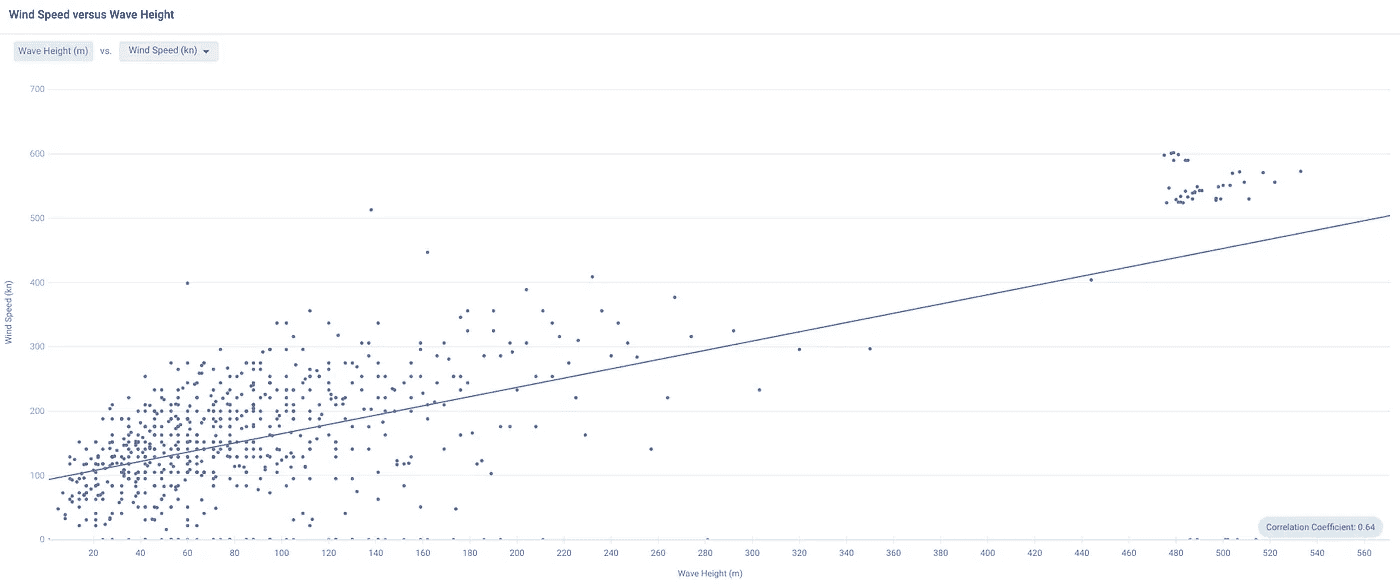 Wind Speed versus Wave Height
Wave Height (m) vs. Wind Speed (kn)
700
600
500
400
300
200
100
0
Wind Speed (kn)
Correlation Coefficient: 0.64
20 40 60 80 100 120 140 160 180 200 220 240 260 280 300 320 340 360 380 400 420 440 460 480 500 520 540 560
Wave Height (m)